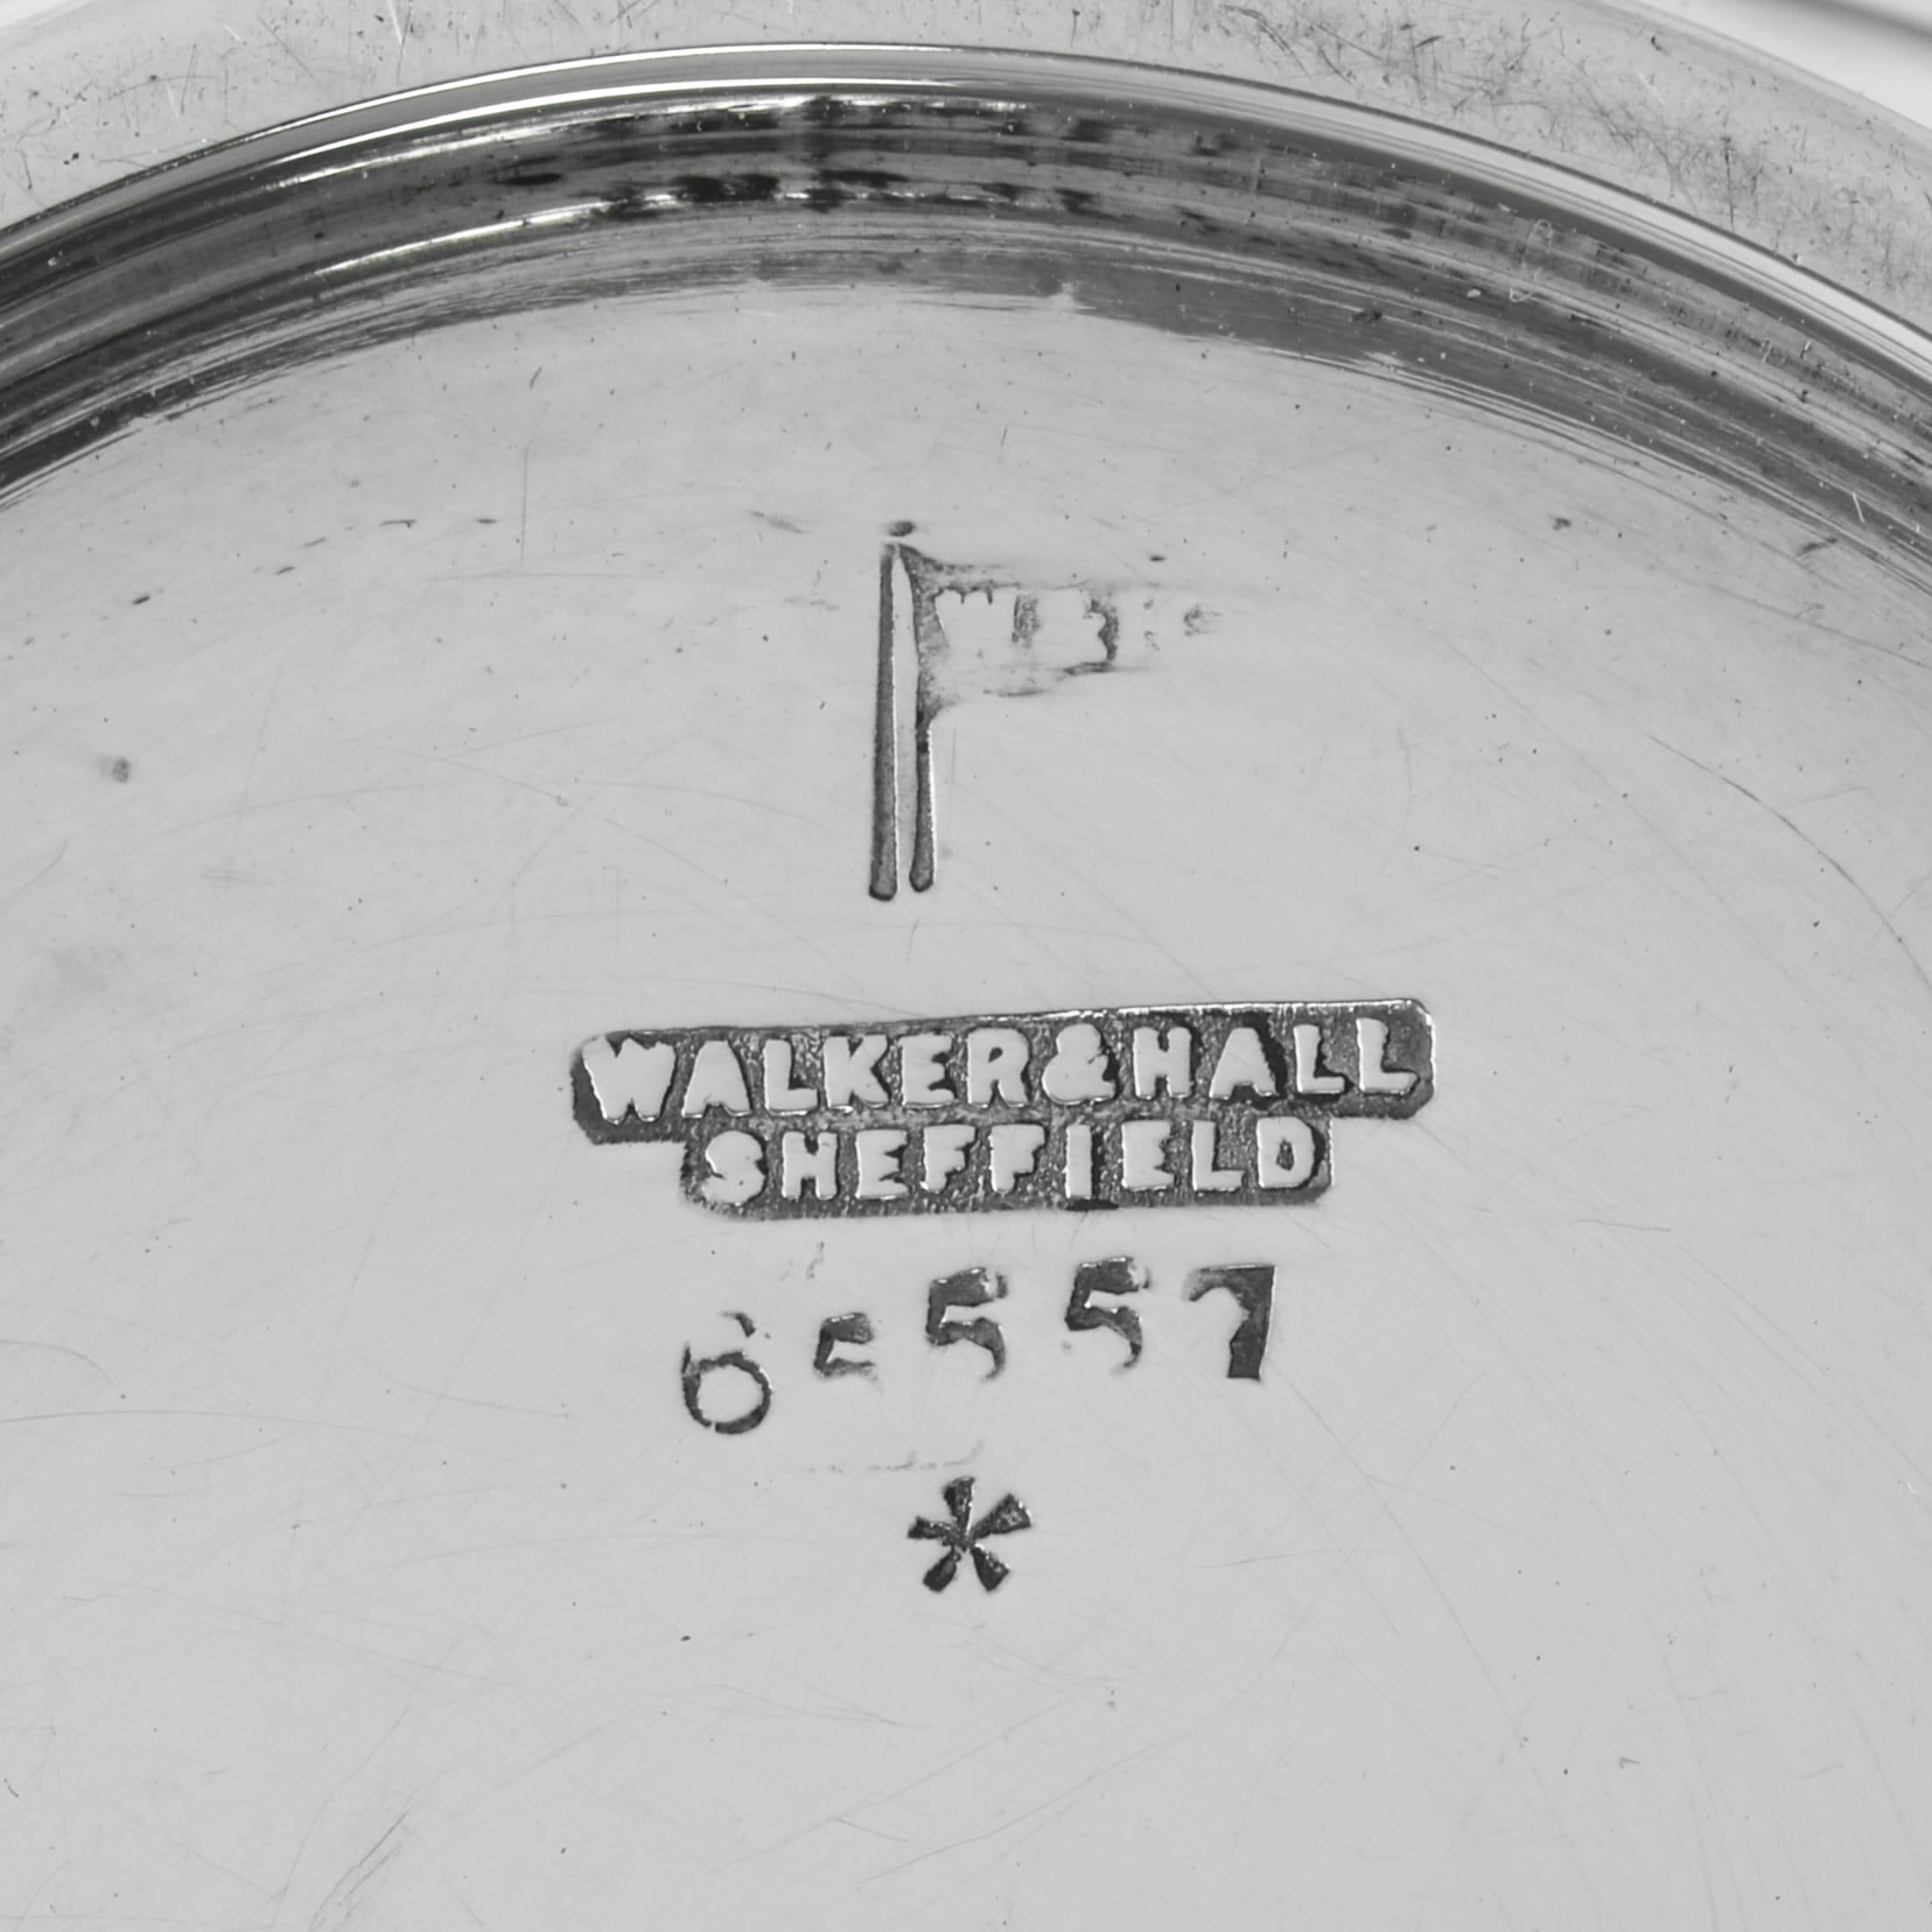 W&H
WALKER & HALL
SHEFFIELD
65557
*